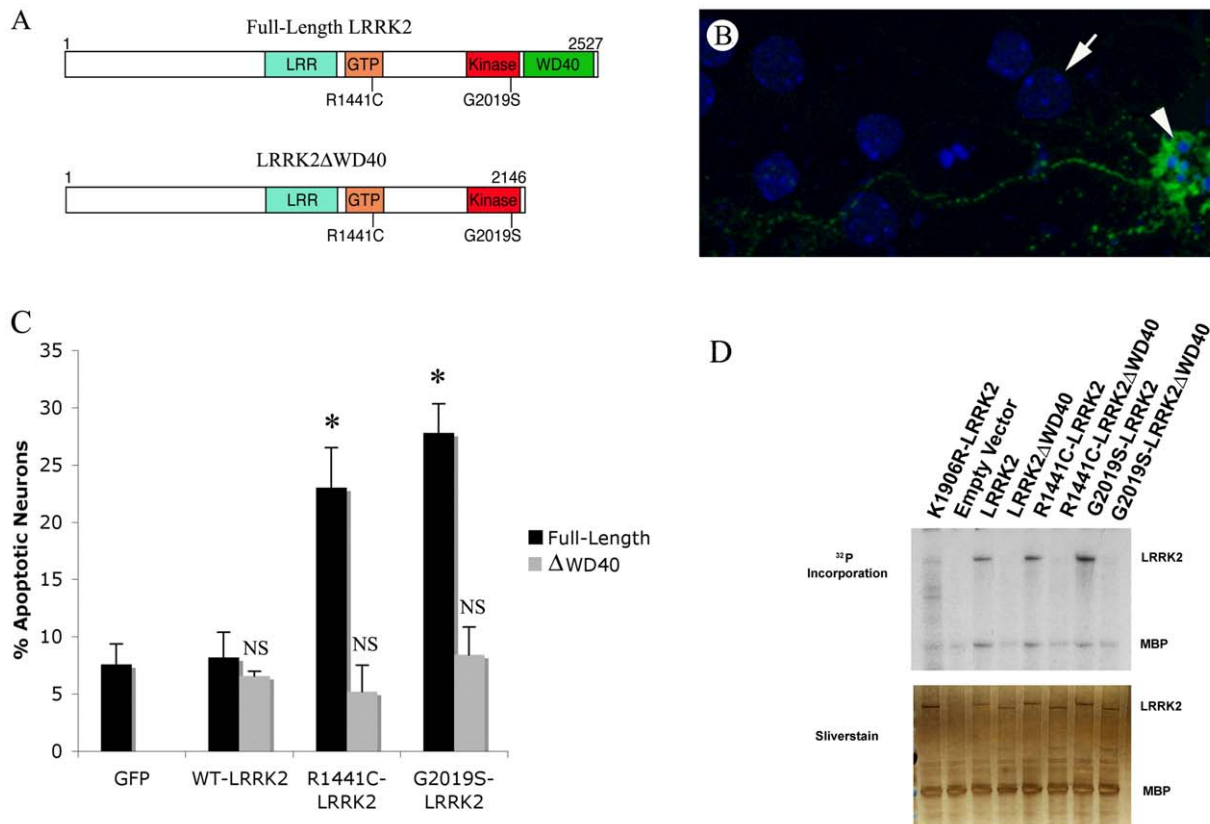 A
Full-Length LRRK2
1 2527
LRR GTP Kinase WD40
R1441C G2019S
LRRK2ΔWD40
1 2146
LRR GTP Kinase
R1441C G2019S
B
C
% Apoptotic Neurons
35
30
25
20
15
10
5
0
NS
*
NS
*
NS
Full-Length
ΔWD40
GFP
WT-LRRK2
R1441C-
LRRK2
G2019S-
LRRK2
D
K1906R-LRRK2
Empty Vector
LRRK2
LRRK2ΔWD40
R1441C-LRRK2
R1441C-LRRK2ΔWD40
G2019S-LRRK2
G2019S-LRRK2ΔWD40
32P
Incorporation
LRRK2
MBP
Sliverstain
LRRK2
MBP